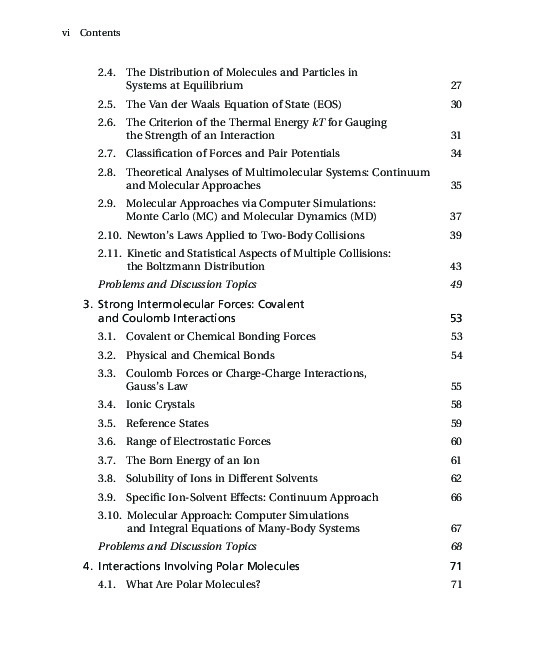 vi Contents
2.4. The Distribution of Molecules and Particles in
Systems at Equilibrium 27
2.5. The Van der Waals Equation of State (EOS) 30
2.6. The Criterion of the Thermal Energy kT for Gauging
the Strength of an Interaction 31
2.7. Classification of Forces and Pair Potentials 34
2.8. Theoretical Analyses of Multimolecular Systems: Continuum
and Molecular Approaches 35
2.9. Molecular Approaches via Computer Simulations:
Monte Carlo (MC) and Molecular Dynamics (MD) 37
2.10. Newton's Laws Applied to Two-Body Collisions 39
2.11. Kinetic and Statistical Aspects of Multiple Collisions:
the Boltzmann Distribution 43
Problems and Discussion Topics 49
3. Strong Intermolecular Forces: Covalent
and Coulomb Interactions 53
3.1. Covalent or Chemical Bonding Forces 53
3.2. Physical and Chemical Bonds 54
3.3. Coulomb Forces or Charge-Charge Interactions,
Gauss's Law 55
3.4. Ionic Crystals 58
3.5. Reference States 59
3.6. Range of Electrostatic Forces 60
3.7. The Born Energy of an Ion 61
3.8. Solubility of Ions in Different Solvents 62
3.9. Specific Ion-Solvent Effects: Continuum Approach 66
3.10. Molecular Approach: Computer Simulations
and Integral Equations of Many-Body Systems 67
Problems and Discussion Topics 68
4. Interactions Involving Polar Molecules 71
4.1. What Are Polar Molecules? 71